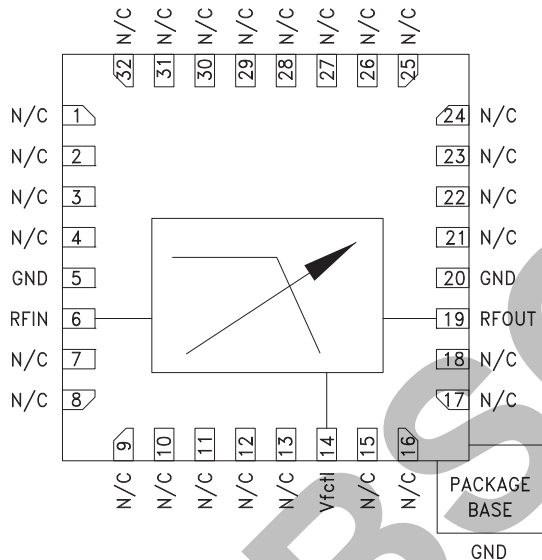 N/C N/C N/C N/C N/C N/C N/C N/C
32 31 30 29 28 27 26 25
N/C 1 24 N/C
N/C 2 23 N/C
N/C 3 22 N/C
N/C 4 21 N/C
GND 5 20 GND
RFIN 6 19 RFOUT
N/C 7 18 N/C
N/C 8 17 N/C
9 10 11 12 13 14 15 16
N/C N/C N/C N/C N/C Vfctl N/C N/C
PACKAGE
BASE
GND